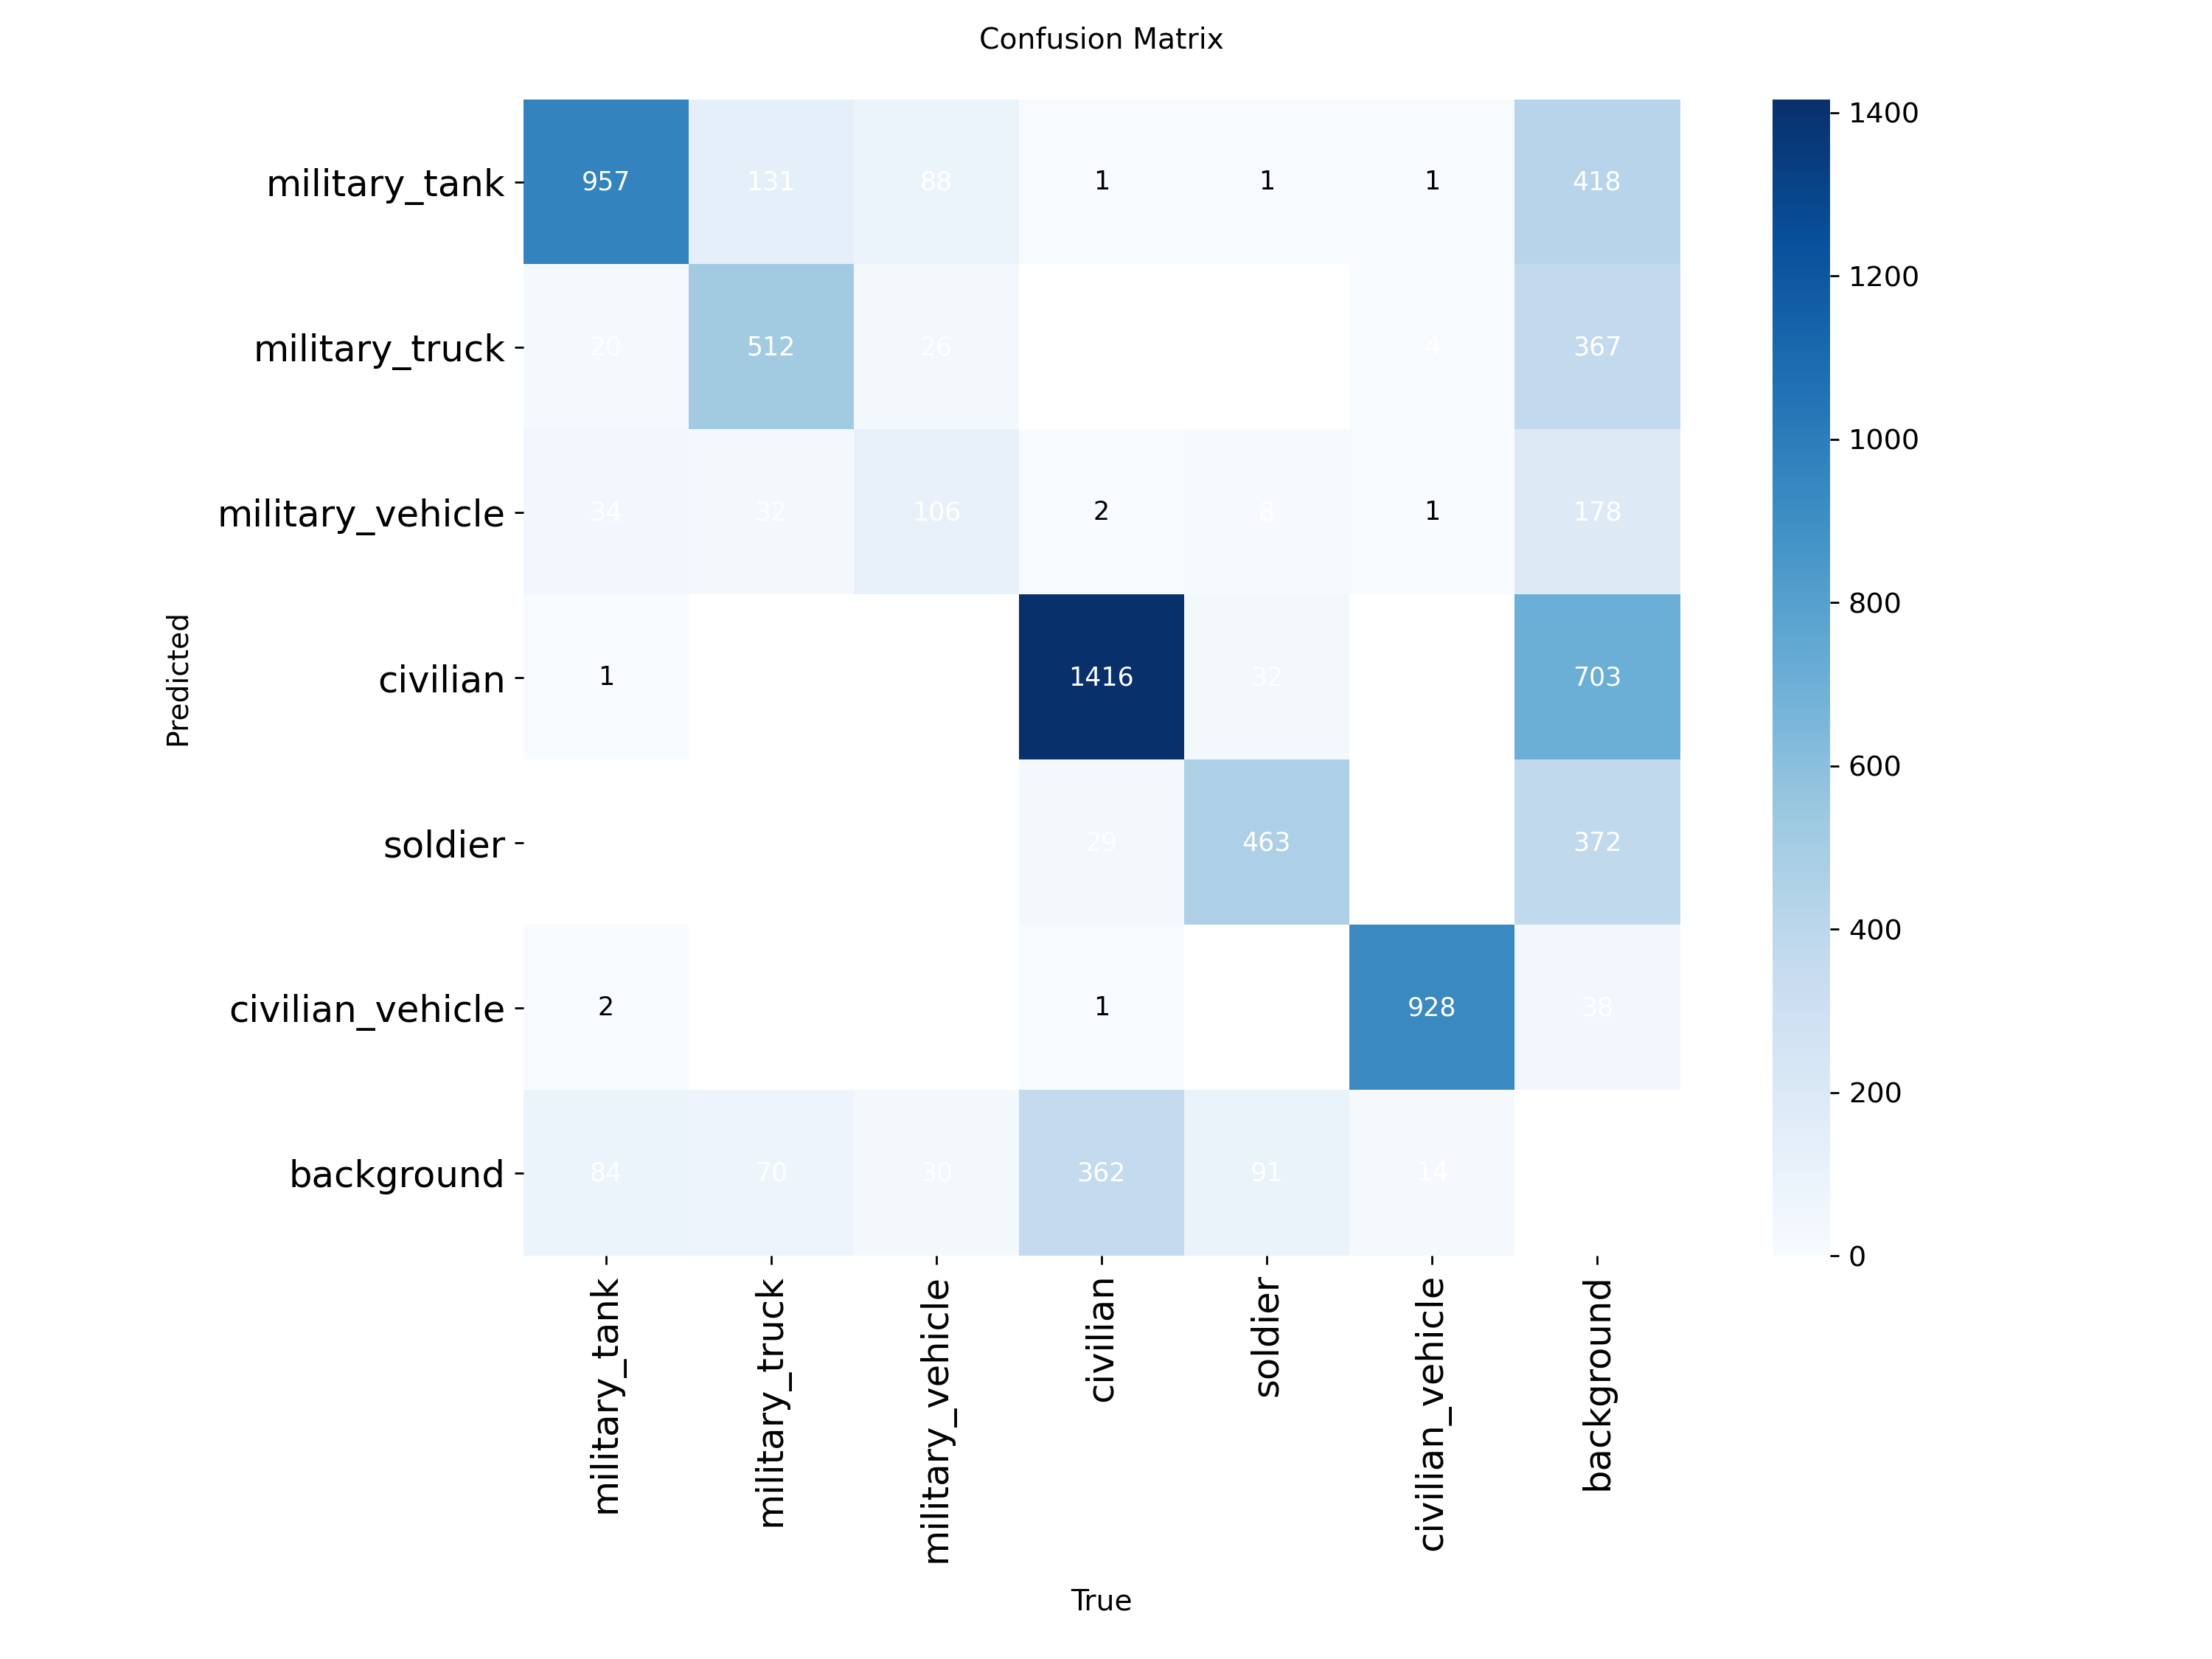 Confusion Matrix
military_tank 957 131 88 1 1 1 418
military_truck 20 512 26 4 367
military_vehicle 34 32 106 2 8 1 178
civilian 1 1416 32 703
soldier 29 463 372
civilian_vehicle 2 1 928 38
background 84 70 30 362 91 14
Predicted
military_tank
military_truck
military_vehicle
civilian
soldier
civilian_vehicle
background
True
1400
1200
1000
800
600
400
200
0